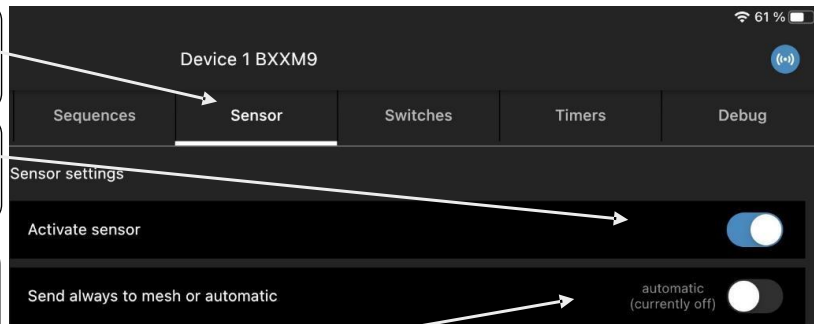 61 %
Device 1 BXXM9
Sequences Sensor Switches Timers Debug
Sensor settings
Activate sensor
Send always to mesh or automatic
automatic
(currently off)